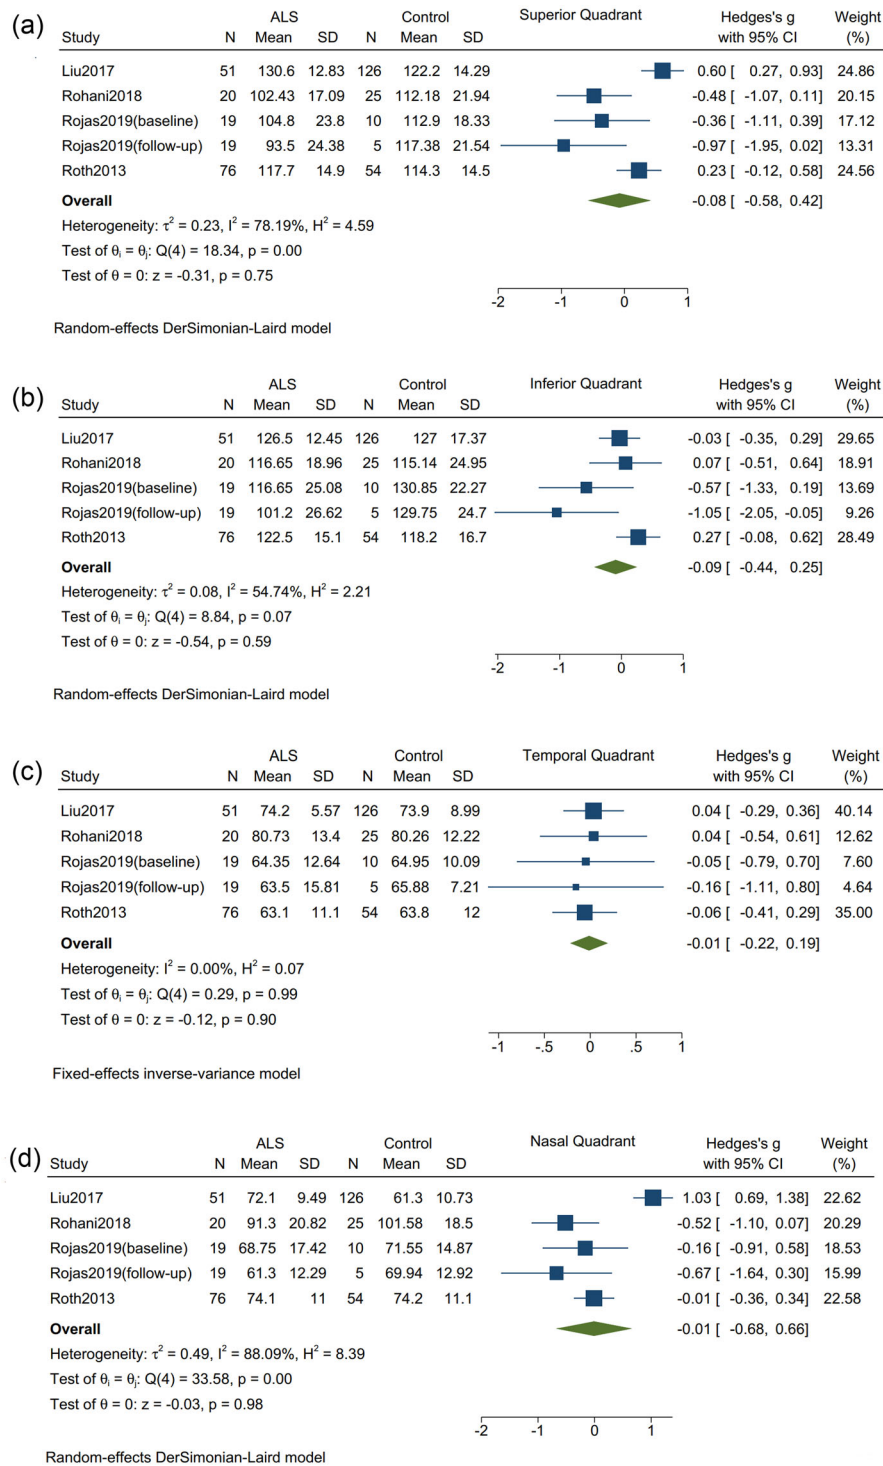 (a)
ALS Control Superior Quadrant Hedges's g Weight
Study N Mean SD N Mean SD with 95% CI (%)
Liu2017 51 130.6 12.83 126 122.2 14.29 0.60 [ 0.27, 0.93] 24.86
Rohani2018 20 102.43 17.09 25 112.18 21.94 -0.48 [ -1.07, 0.11] 20.15
Rojas2019(baseline) 19 104.8 23.8 10 112.9 18.33 -0.36 [ -1.11, 0.39] 17.12
Rojas2019(follow-up) 19 93.5 24.38 5 117.38 21.54 -0.97 [ -1.95, 0.02] 13.31
Roth2013 76 117.7 14.9 54 114.3 14.5 0.23 [ -0.12, 0.58] 24.56
Overall -0.08 [ -0.58, 0.42]
Heterogeneity: τ² = 0.23, I² = 78.19%, H² = 4.59
Test of θi = θj: Q(4) = 18.34, p = 0.00
Test of θ = 0: z = -0.31, p = 0.75
-2 -1 0 1
Random-effects DerSimonian-Laird model
(b)
ALS Control Inferior Quadrant Hedges's g Weight
Study N Mean SD N Mean SD with 95% CI (%)
Liu2017 51 126.5 12.45 126 127 17.37 -0.03 [ -0.35, 0.29] 29.65
Rohani2018 20 116.65 18.96 25 115.14 24.95 0.07 [ -0.51, 0.64] 18.91
Rojas2019(baseline) 19 116.65 25.08 10 130.85 22.27 -0.57 [ -1.33, 0.19] 13.69
Rojas2019(follow-up) 19 101.2 26.62 5 129.75 24.7 -1.05 [ -2.05, -0.05] 9.26
Roth2013 76 122.5 15.1 54 118.2 16.7 0.27 [ -0.08, 0.62] 28.49
Overall -0.09 [ -0.44, 0.25]
Heterogeneity: τ² = 0.08, I² = 54.74%, H² = 2.21
Test of θi = θj: Q(4) = 8.84, p = 0.07
Test of θ = 0: z = -0.54, p = 0.59
-2 -1 0 1
Random-effects DerSimonian-Laird model
(c)
ALS Control Temporal Quadrant Hedges's g Weight
Study N Mean SD N Mean SD with 95% CI (%)
Liu2017 51 74.2 5.57 126 73.9 8.99 0.04 [ -0.29, 0.36] 40.14
Rohani2018 20 80.73 13.4 25 80.26 12.22 0.04 [ -0.54, 0.61] 12.62
Rojas2019(baseline) 19 64.35 12.64 10 64.95 10.09 -0.05 [ -0.79, 0.70] 7.60
Rojas2019(follow-up) 19 63.5 15.81 5 65.88 7.21 -0.16 [ -1.11, 0.80] 4.64
Roth2013 76 63.1 11.1 54 63.8 12 -0.06 [ -0.41, 0.29] 35.00
Overall -0.01 [ -0.22, 0.19]
Heterogeneity: I² = 0.00%, H² = 0.07
Test of θi = θj: Q(4) = 0.29, p = 0.99
Test of θ = 0: z = -0.12, p = 0.90
-1 -.5 0 .5 1
Fixed-effects inverse-variance model
(d)
ALS Control Nasal Quadrant Hedges's g Weight
Study N Mean SD N Mean SD with 95% CI (%)
Liu2017 51 72.1 9.49 126 61.3 10.73 1.03 [ 0.69, 1.38] 22.62
Rohani2018 20 91.3 20.82 25 101.58 18.5 -0.52 [ -1.10, 0.07] 20.29
Rojas2019(baseline) 19 68.75 17.42 10 71.55 14.87 -0.16 [ -0.91, 0.58] 18.53
Rojas2019(follow-up) 19 61.3 12.29 5 69.94 12.92 -0.67 [ -1.64, 0.30] 15.99
Roth2013 76 74.1 11 54 74.2 11.1 -0.01 [ -0.36, 0.34] 22.58
Overall -0.01 [ -0.68, 0.66]
Heterogeneity: τ² = 0.49, I² = 88.09%, H² = 8.39
Test of θi = θj: Q(4) = 33.58, p = 0.00
Test of θ = 0: z = -0.03, p = 0.98
-2 -1 0 1
Random-effects DerSimonian-Laird model